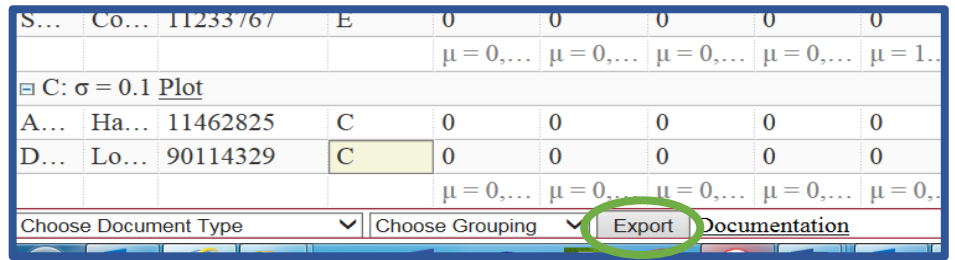 S... Co... 11233767 E 0 0 0 0 0
μ = 0,... μ = 0,... μ = 0,... μ = 0,... μ = 1..
C: σ = 0.1 Plot
A... Ha... 11462825 C 0 0 0 0 0
D... Lo... 90114329 C 0 0 0 0 0
μ = 0,... μ = 0,... μ = 0,... μ = 0,... μ = 0,.
Choose Document Type Choose Grouping Export Documentation